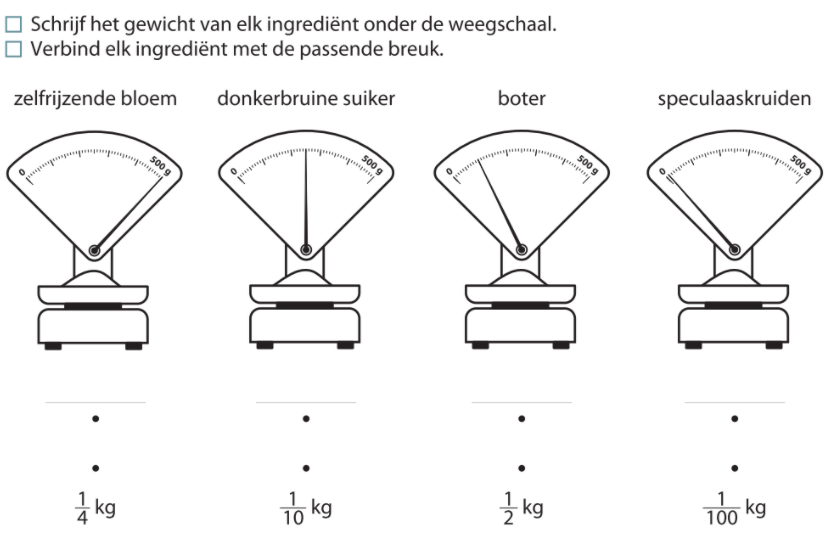 Schrijf het gewicht van elk ingrediënt onder de weegschaal.
Verbind elk ingrediënt met de passende breuk.
zelfrijzende bloem donkerbruine suiker boter speculaaskruiden
0 500 g 0 500 g 0 500 g 0 500 g
1/4 kg 1/10 kg 1/2 kg 1/100 kg